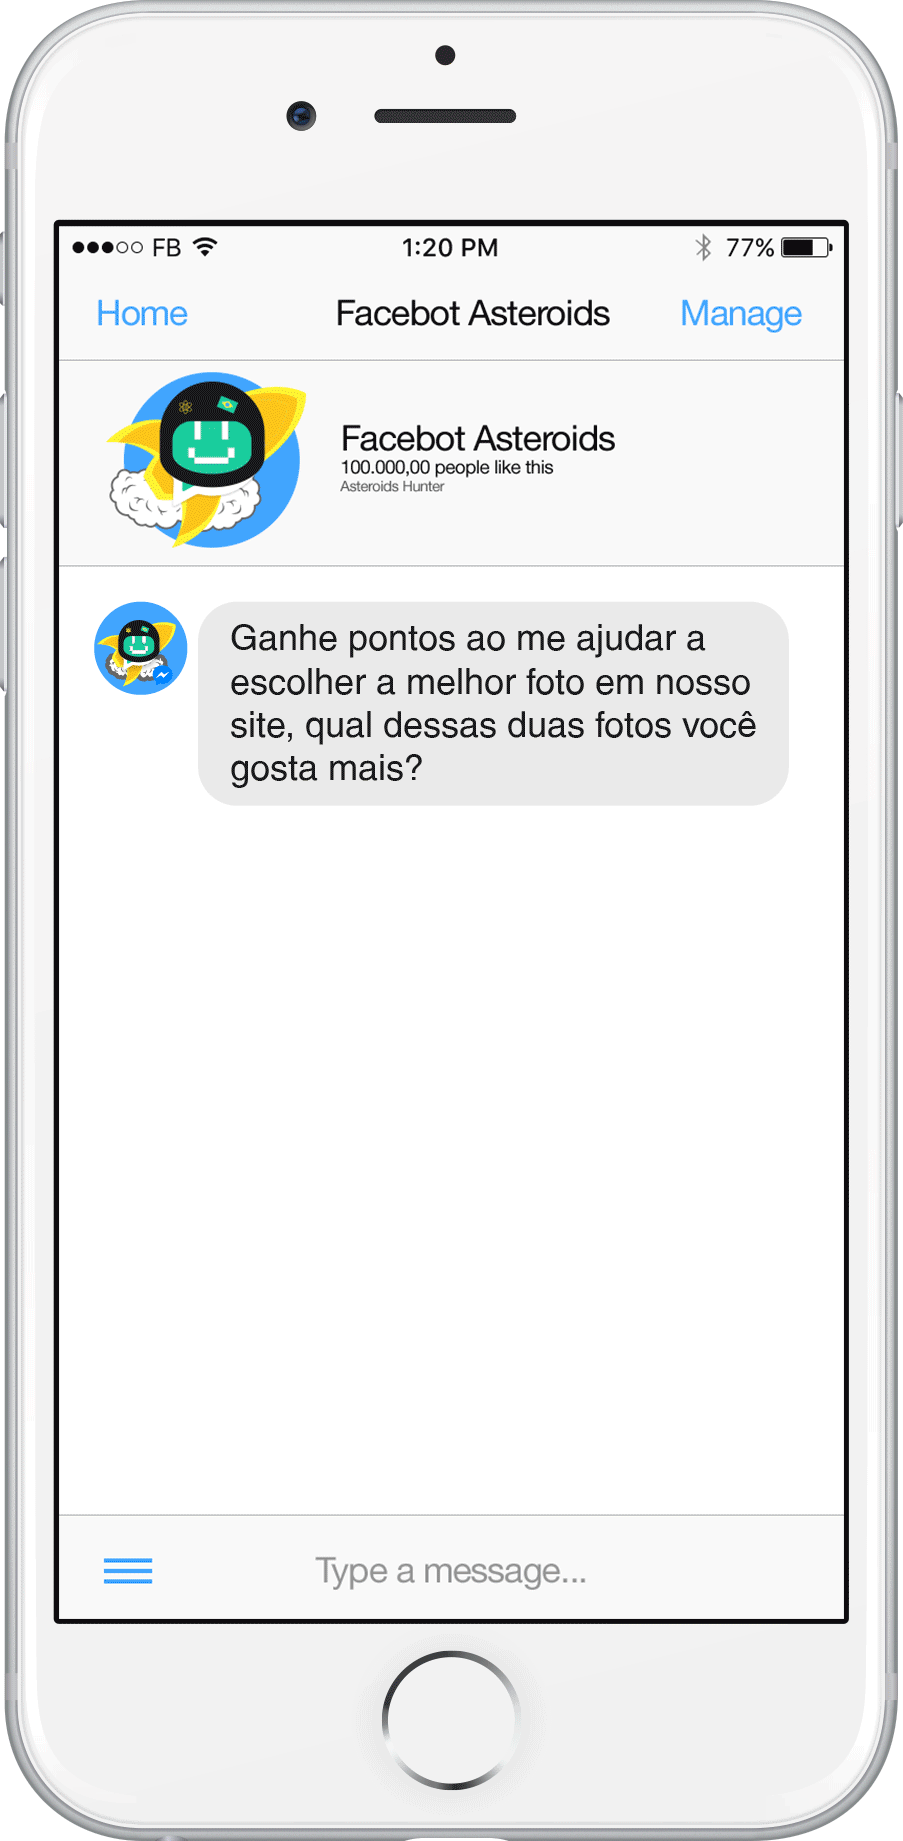 FB 1:20 PM 77%
Home Facebot Asteroids Manage
Facebot Asteroids
100.000,00 people like this
Asteroids Hunter
Ganhe pontos ao me ajudar a
escolher a melhor foto em nosso
site, qual dessas duas fotos você
gosta mais?
Type a message...